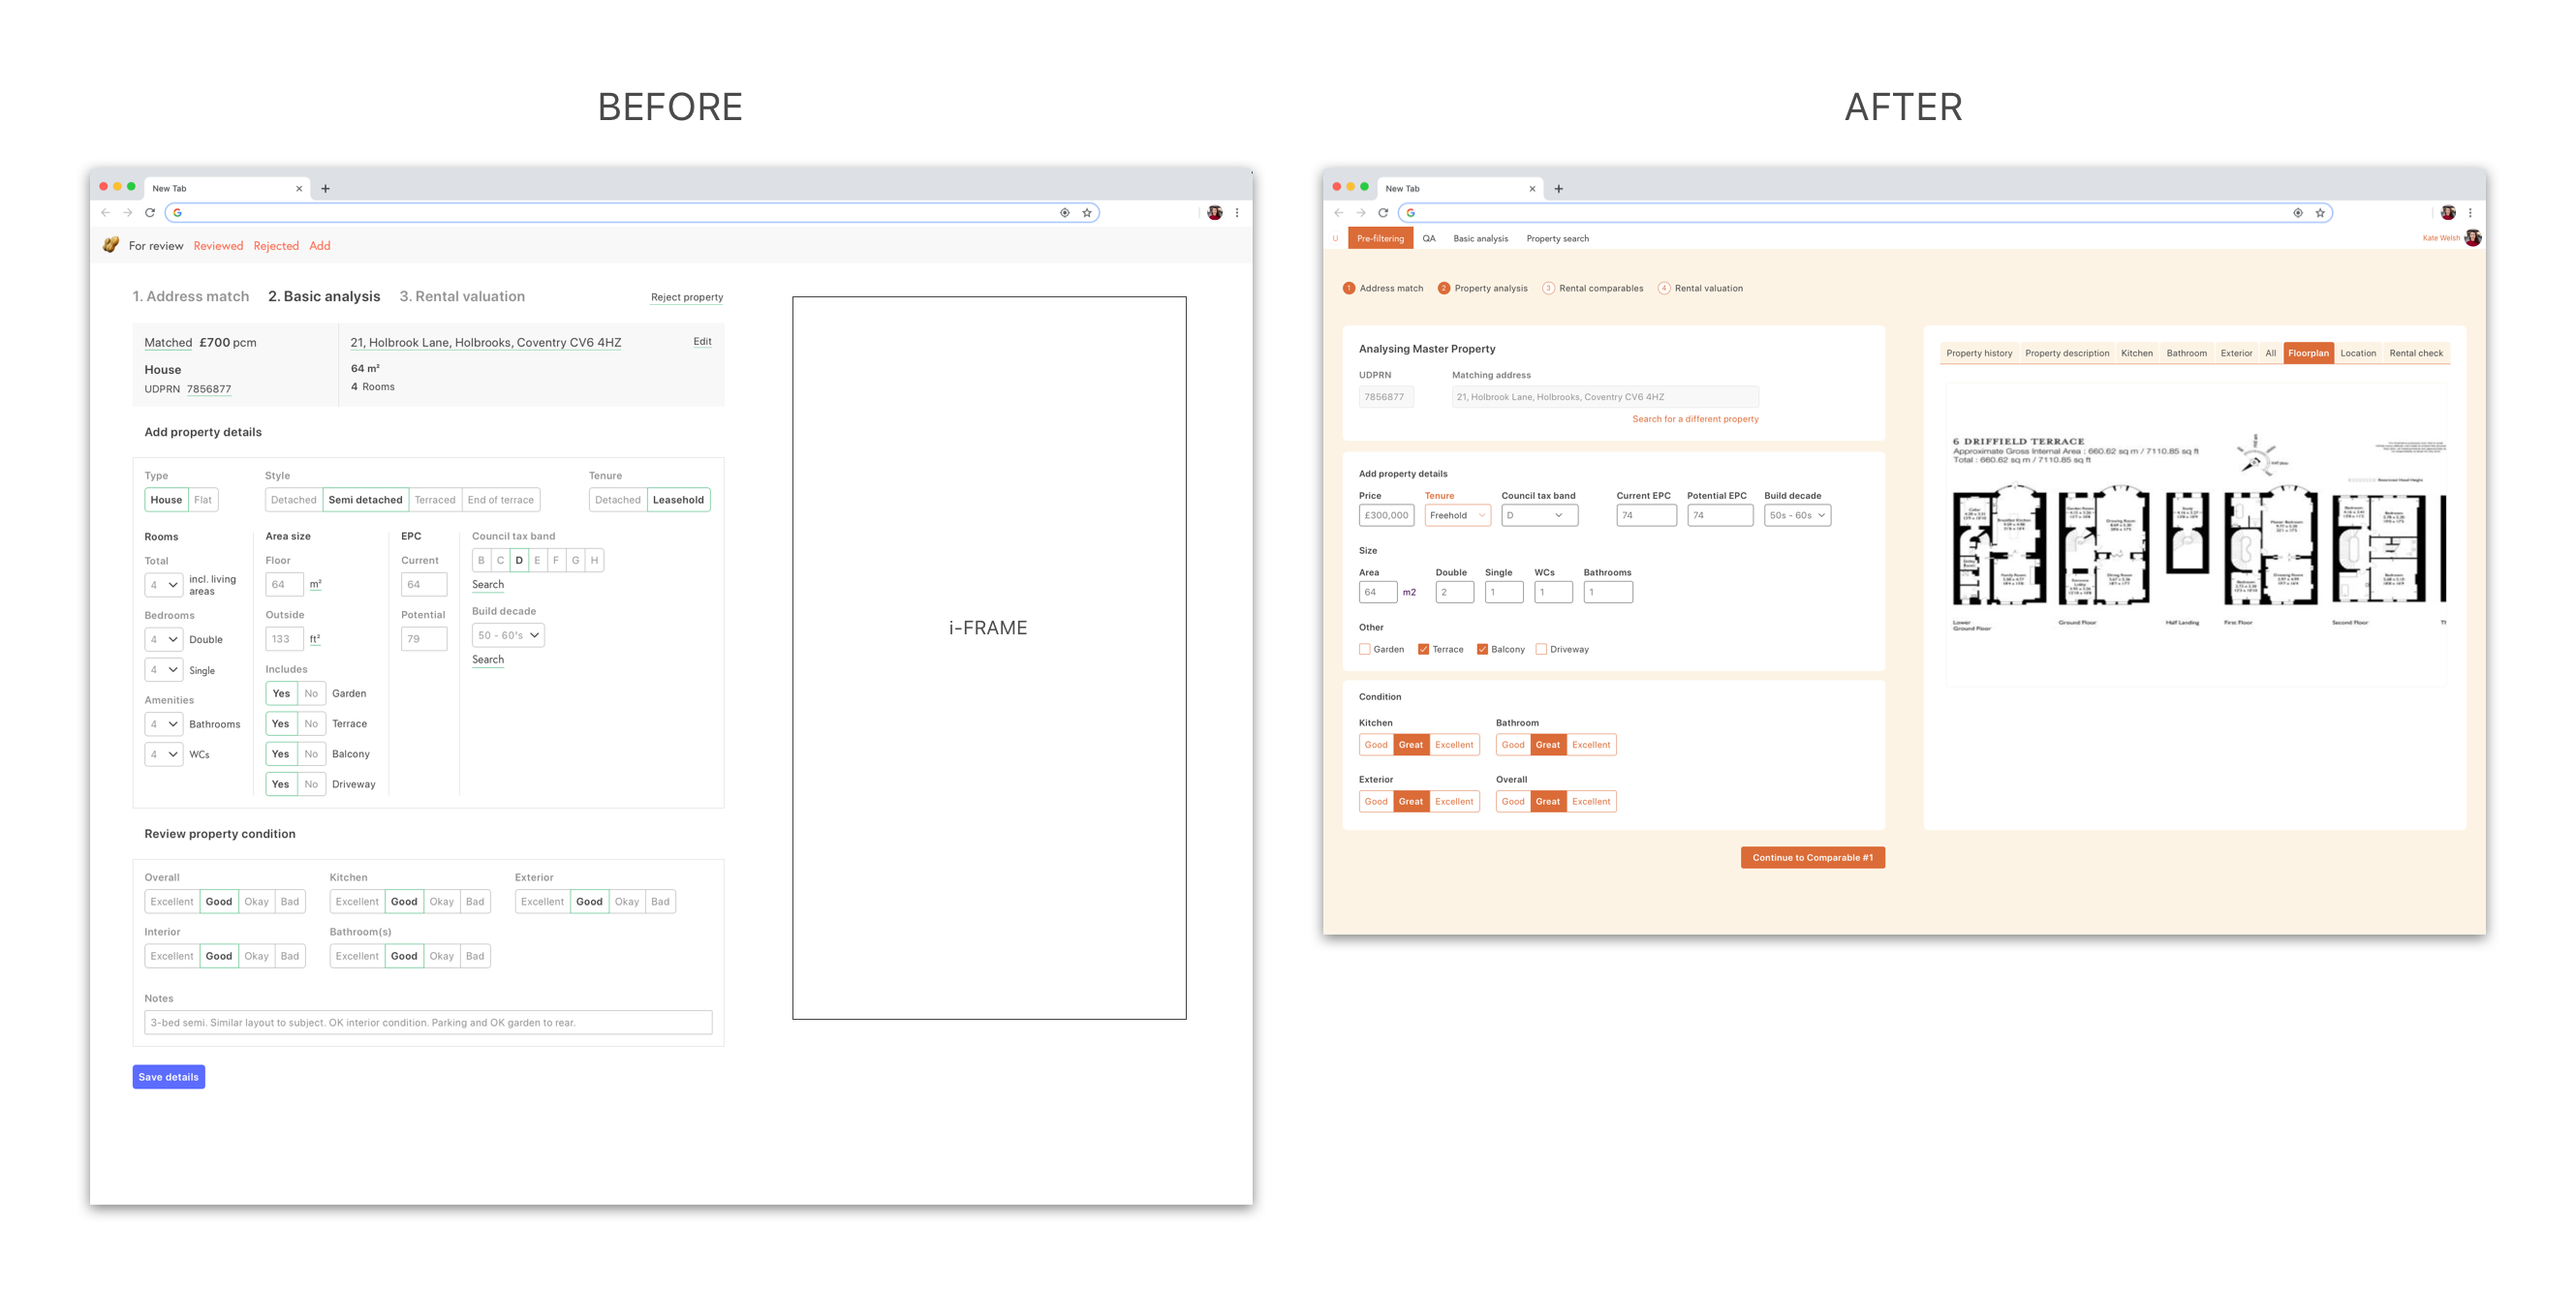 BEFORE
New Tab
For review Reviewed Rejected Add
1. Address match 2. Basic analysis 3. Rental valuation Reject property
Matched £700 pcm
House
UDPRN 7856877
21, Holbrook Lane, Holbrooks, Coventry CV6 4HZ Edit
64 m²
4 Rooms
Add property details
Type Style Tenure
House Flat Detached Semi detached Terraced End of terrace Detached Leasehold
Rooms
Total
4 incl. living areas
Bedrooms
4 Double
4 Single
Amenities
4 Bathrooms
4 WCs
Area size
Floor
64 m²
Outside
133 ft²
Includes
Yes No Garden
Yes No Terrace
Yes No Balcony
Yes No Driveway
EPC
Current
64
Potential
79
Council tax band
B C D E F G H
Search
Build decade
50 - 60's
Search
Review property condition
Overall Kitchen Exterior
Excellent Good Okay Bad Excellent Good Okay Bad Excellent Good Okay Bad
Interior Bathroom(s)
Excellent Good Okay Bad Excellent Good Okay Bad
Notes
3-bed semi. Similar layout to subject. OK interior condition. Parking and OK garden to rear.
Save details
i-FRAME
AFTER
New Tab
U Pre-filtering QA Basic analysis Property search Kate Welsh
1 Address match 2 Property analysis 3 Rental comparables 4 Rental valuation
Analysing Master Property
UDPRN Matching address
7856877 21, Holbrook Lane, Holbrooks, Coventry CV6 4HZ
Search for a different property
Add property details
Price Tenure Council tax band Current EPC Potential EPC Build decade
£300,000 Freehold D 74 74 50s - 60s
Size
Area Double Single WCs Bathrooms
64 m2 2 1 1 1
Other
Garden Terrace Balcony Driveway
Condition
Kitchen Bathroom
Good Great Excellent Good Great Excellent
Exterior Overall
Good Great Excellent Good Great Excellent
Continue to Comparable #1
Property history Property description Kitchen Bathroom Exterior All Floorplan Location Rental check
6 DRIFFIELD TERRACE
Approximate Gross Internal Area : 660.62 sq m / 7110.85 sq ft
Total : 660.62 sq m / 7110.85 sq ft
Lower Ground Floor
Ground Floor
Half Landing
First Floor
Second Floor